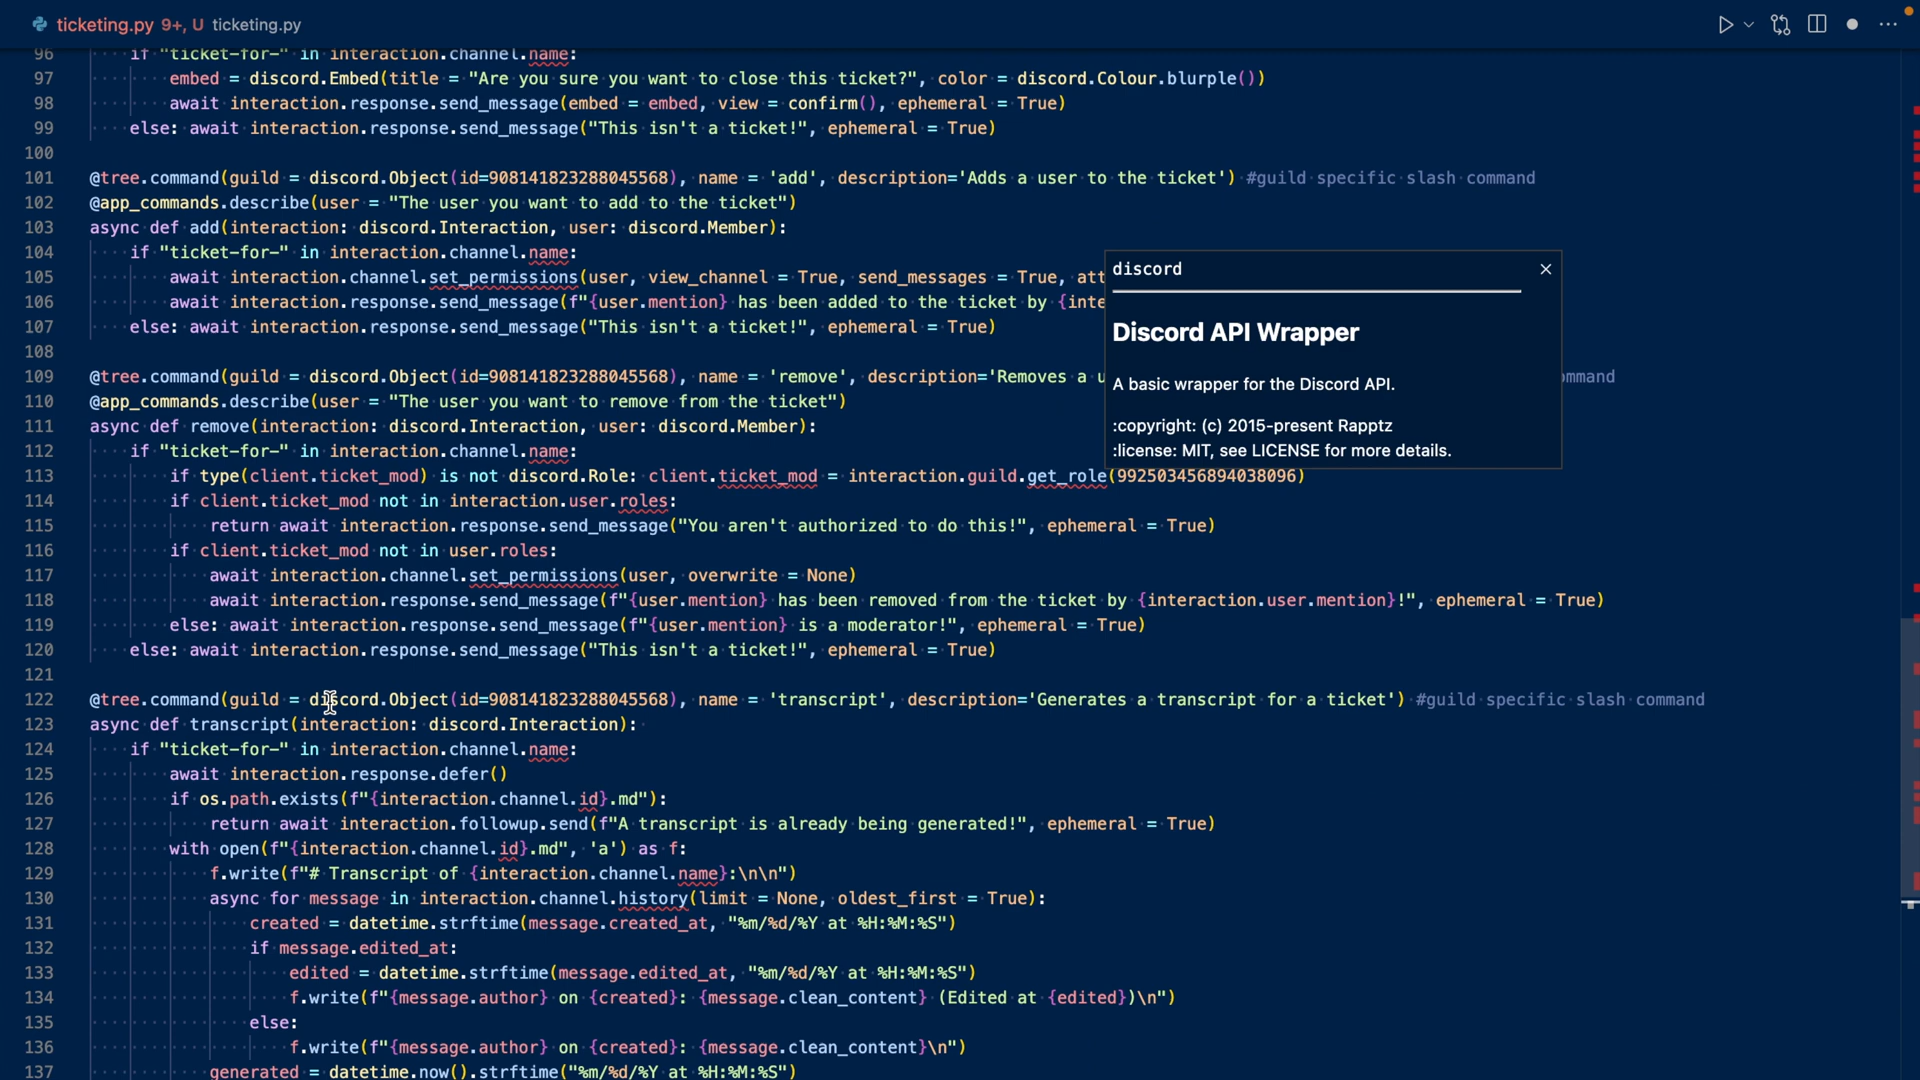 ticketing.py 9+, U ticketing.py
96 if "ticket-for-" in interaction.channel.name:
97 embed = discord.Embed(title = "Are you sure you want to close this ticket?", color = discord.Colour.blurple())
98 await interaction.response.send_message(embed = embed, view = confirm(), ephemeral = True)
99 else: await interaction.response.send_message("This isn't a ticket!", ephemeral = True)
100
101 @tree.command(guild = discord.Object(id=908141823288045568), name = 'add', description='Adds a user to the ticket') #guild specific slash command
102 @app_commands.describe(user = "The user you want to add to the ticket")
103 async def add(interaction: discord.Interaction, user: discord.Member):
104 if "ticket-for-" in interaction.channel.name:
105 await interaction.channel.set_permissions(user, view_channel = True, send_messages = True, att
106 await interaction.response.send_message(f"{user.mention} has been added to the ticket by {inte
107 else: await interaction.response.send_message("This isn't a ticket!", ephemeral = True)
108
109 @tree.command(guild = discord.Object(id=908141823288045568), name = 'remove', description='Removes a u mmand
110 @app_commands.describe(user = "The user you want to remove from the ticket")
111 async def remove(interaction: discord.Interaction, user: discord.Member):
112 if "ticket-for-" in interaction.channel.name:
113 if type(client.ticket_mod) is not discord.Role: client.ticket_mod = interaction.guild.get_role(992503456894038096)
114 if client.ticket_mod not in interaction.user.roles:
115 return await interaction.response.send_message("You aren't authorized to do this!", ephemeral = True)
116 if client.ticket_mod not in user.roles:
117 await interaction.channel.set_permissions(user, overwrite = None)
118 await interaction.response.send_message(f"{user.mention} has been removed from the ticket by {interaction.user.mention}!", ephemeral = True)
119 else: await interaction.response.send_message(f"{user.mention} is a moderator!", ephemeral = True)
120 else: await interaction.response.send_message("This isn't a ticket!", ephemeral = True)
121
122 @tree.command(guild = discord.Object(id=908141823288045568), name = 'transcript', description='Generates a transcript for a ticket') #guild specific slash command
123 async def transcript(interaction: discord.Interaction):
124 if "ticket-for-" in interaction.channel.name:
125 await interaction.response.defer()
126 if os.path.exists(f"{interaction.channel.id}.md"):
127 return await interaction.followup.send(f"A transcript is already being generated!", ephemeral = True)
128 with open(f"{interaction.channel.id}.md", 'a') as f:
129 f.write(f"# Transcript of {interaction.channel.name}:\n\n")
130 async for message in interaction.channel.history(limit = None, oldest_first = True):
131 created = datetime.strftime(message.created_at, "%m/%d/%Y at %H:%M:%S")
132 if message.edited_at:
133 edited = datetime.strftime(message.edited_at, "%m/%d/%Y at %H:%M:%S")
134 f.write(f"{message.author} on {created}: {message.clean_content} (Edited at {edited})\n")
135 else:
136 f.write(f"{message.author} on {created}: {message.clean_content}\n")
137 generated = datetime.now().strftime("%m/%d/%Y at %H:%M:%S")
discord
Discord API Wrapper
A basic wrapper for the Discord API.
:copyright: (c) 2015-present Rapptz
:license: MIT, see LICENSE for more details.